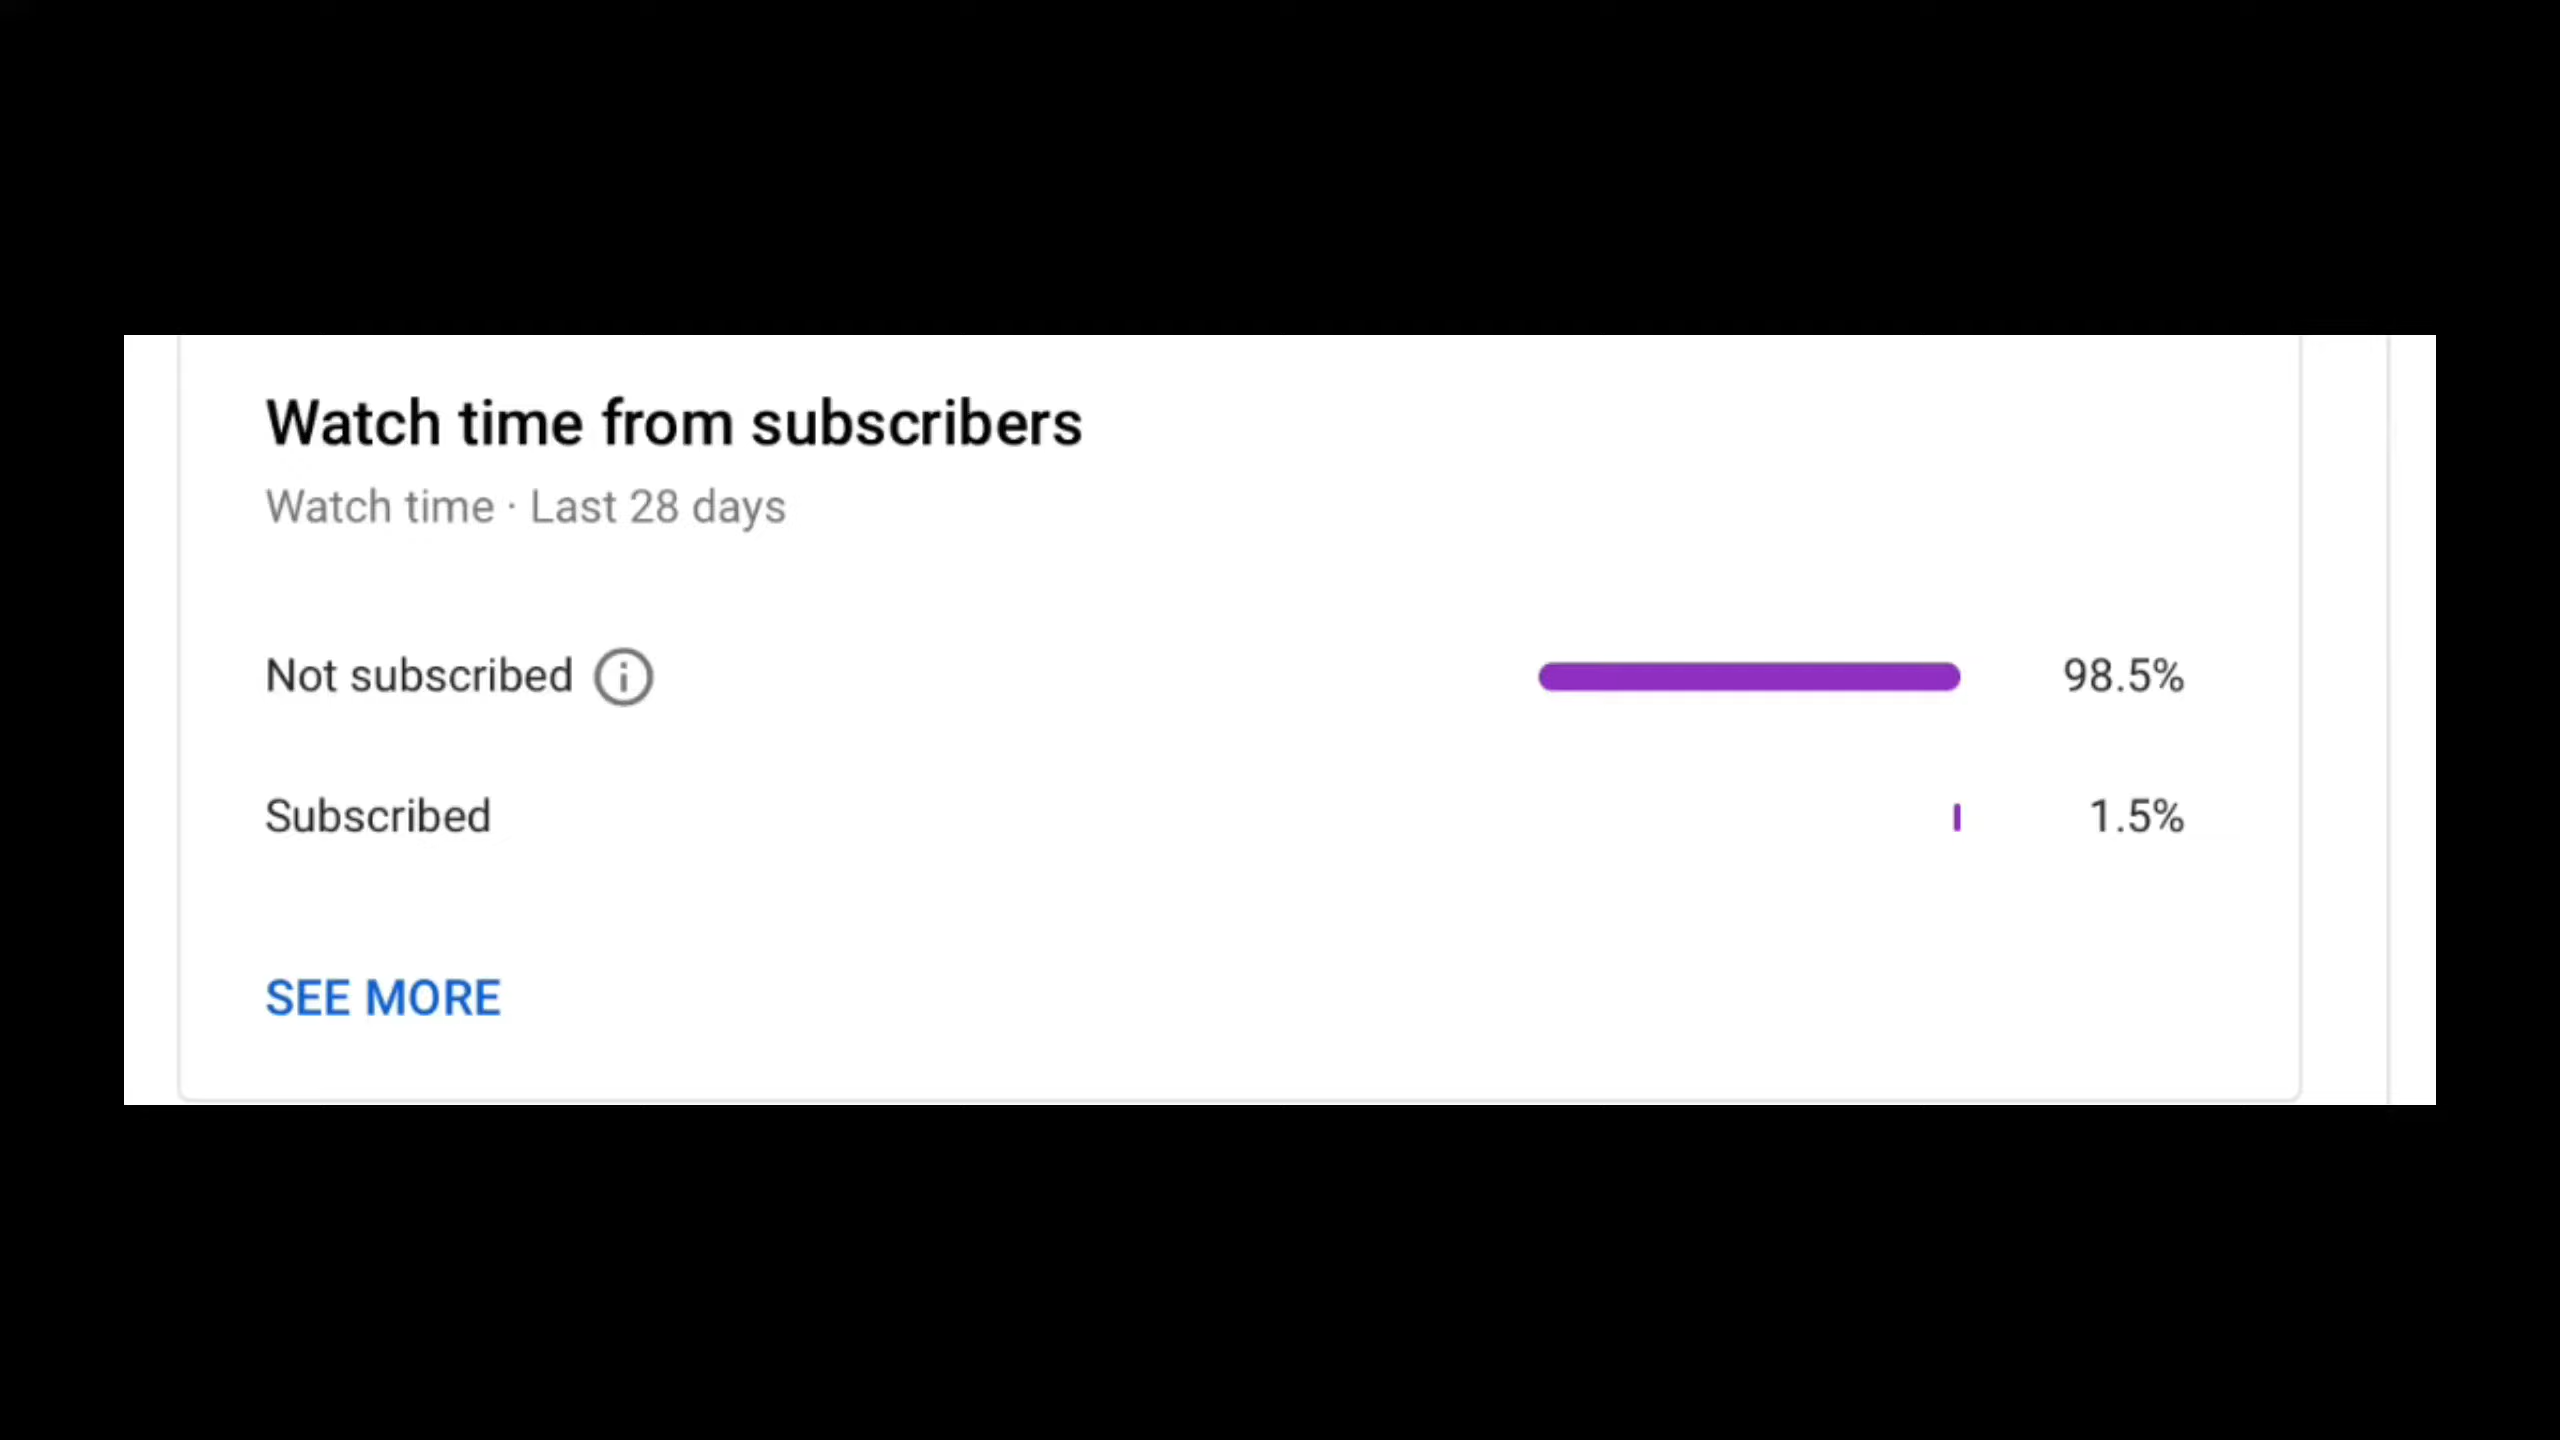 Watch time from subscribers
Watch time · Last 28 days
Not subscribed 98.5%
Subscribed 1.5%
SEE MORE